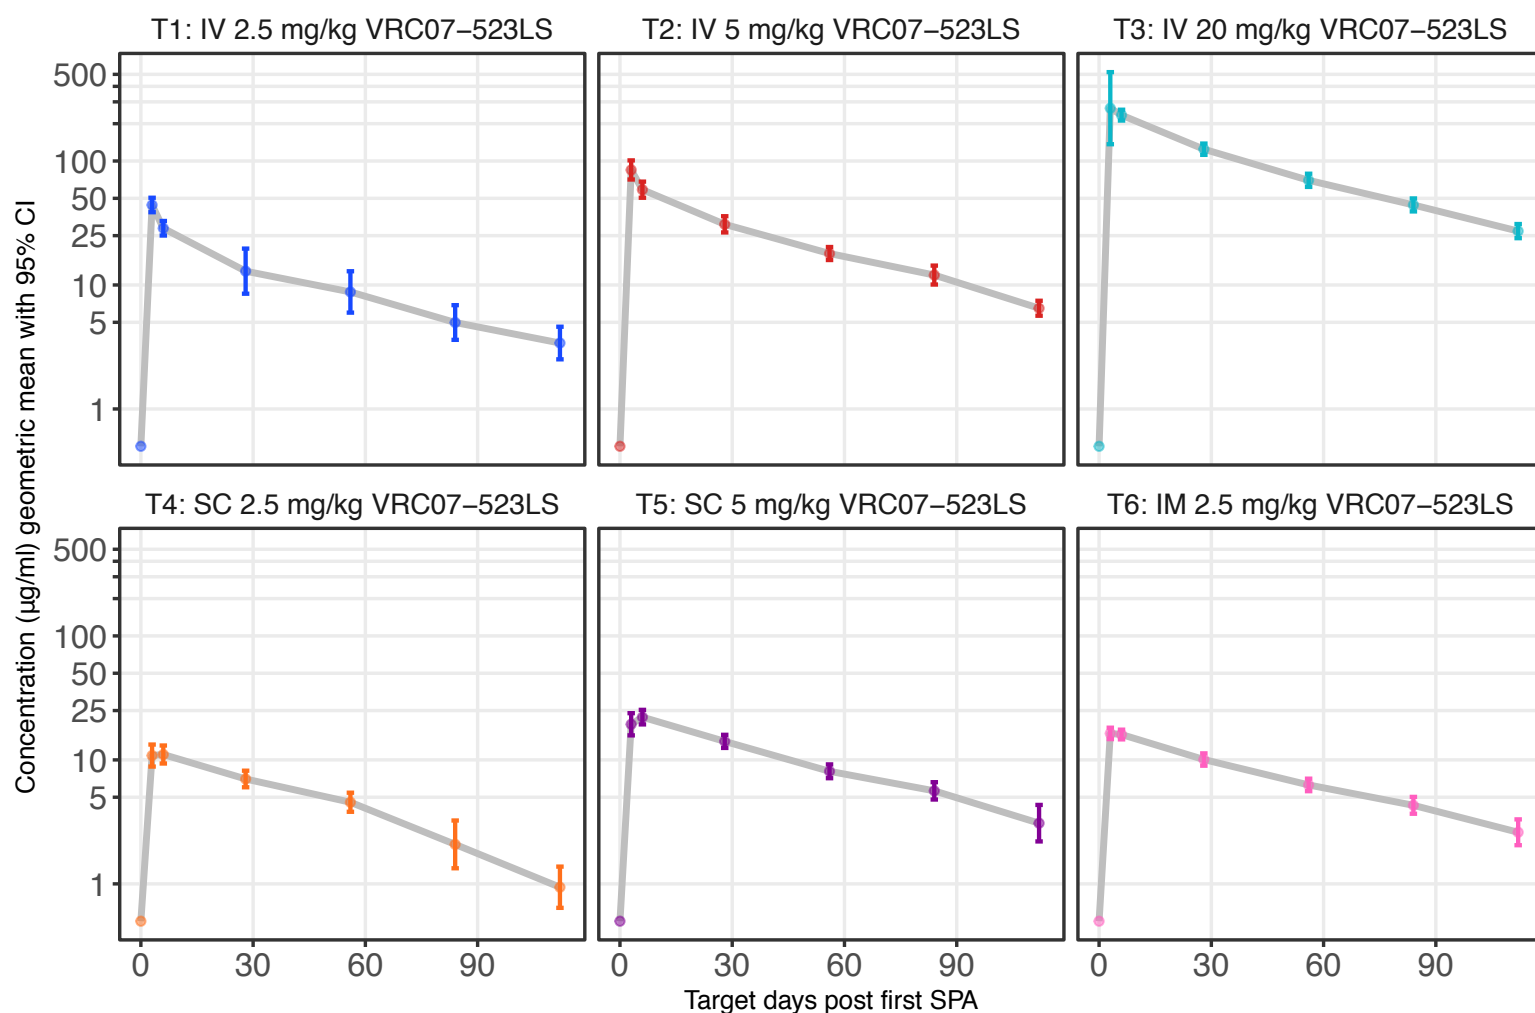 T1: IV 2.5 mg/kg VRC07−523LS
T2: IV 5 mg/kg VRC07−523LS
T3: IV 20 mg/kg VRC07−523LS
500
100
50
25
10
5
1
T4: SC 2.5 mg/kg VRC07−523LS
T5: SC 5 mg/kg VRC07−523LS
T6: IM 2.5 mg/kg VRC07−523LS
500
100
50
25
10
5
1
0 30 60 90
0 30 60 90
0 30 60 90
Target days post first SPA
Concentration (μg/ml) geometric mean with 95% CI